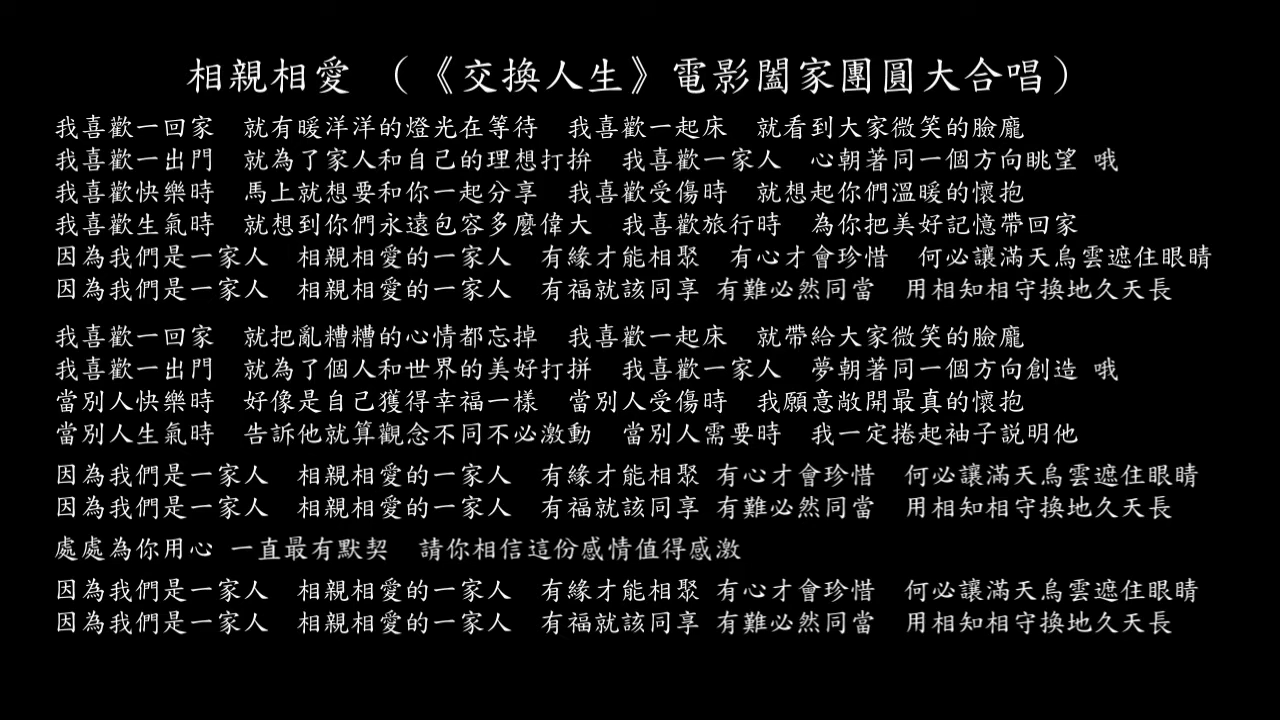 相親相愛 （《交換人生》電影闔家團圓大合唱）
我喜歡一回家　就有暖洋洋的燈光在等待　我喜歡一起床　就看到大家微笑的臉龐
我喜歡一出門　就為了家人和自己的理想打拚　我喜歡一家人　心朝著同一個方向眺望 哦
我喜歡快樂時　馬上就想要和你一起分享　我喜歡受傷時　就想起你們溫暖的懷抱
我喜歡生氣時　就想到你們永遠包容多麼偉大　我喜歡旅行時　為你把美好記憶帶回家
因為我們是一家人　相親相愛的一家人　有緣才能相聚　有心才會珍惜　何必讓滿天烏雲遮住眼睛
因為我們是一家人　相親相愛的一家人　有福就該同享 有難必然同當　用相知相守換地久天長
我喜歡一回家　就把亂糟糟的心情都忘掉　我喜歡一起床　就帶給大家微笑的臉龐
我喜歡一出門　就為了個人和世界的美好打拼　我喜歡一家人　夢朝著同一個方向創造 哦
當別人快樂時　好像是自己獲得幸福一樣　當別人受傷時　我願意敞開最真的懷抱
當別人生氣時　告訴他就算觀念不同不必激動　當別人需要時　我一定捲起袖子說明他
因為我們是一家人　相親相愛的一家人　有緣才能相聚 有心才會珍惜　何必讓滿天烏雲遮住眼睛
因為我們是一家人　相親相愛的一家人　有福就該同享 有難必然同當　用相知相守換地久天長
處處為你用心 一直最有默契　請你相信這份感情值得感激
因為我們是一家人　相親相愛的一家人　有緣才能相聚 有心才會珍惜　何必讓滿天烏雲遮住眼睛
因為我們是一家人　相親相愛的一家人　有福就該同享 有難必然同當　用相知相守換地久天長